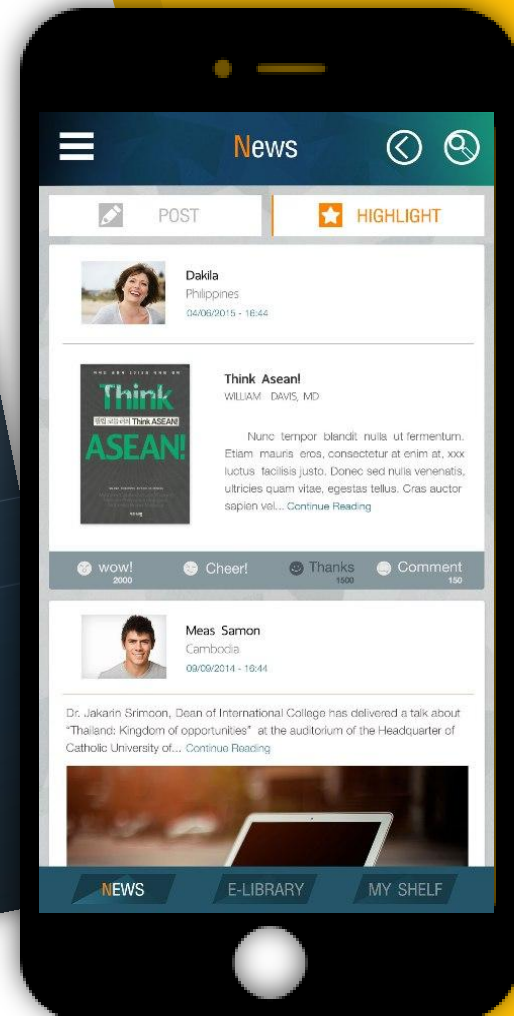 News
POST
HIGHLIGHT
Dakila
Philippines
04/06/2015 - 16:44
Think
Think ASEAN!
ASEAN!
Think Asean!
WILLIAM DAVIS, MD
Nunc tempor blandit nulla ut fermentum.
Etiam mauris eros, consectetur at enim at, xxx
luctus facilisis justo. Donec sed nulla venenatis,
ultricies quam vitae, egestas tellus. Cras auctor
sapien vel... Continue Reading
wow!
2000
Cheer!
Thanks
1500
Comment
150
Meas Samon
Cambodia
09/09/2014 - 16:44
Dr. Jakarin Srimoon, Dean of International College has delivered a talk about
"Thailand: Kingdom of opportunities" at the auditorium of the Headquarter of
Catholic University of... Continue Reading
NEWS
E-LIBRARY
MY SHELF